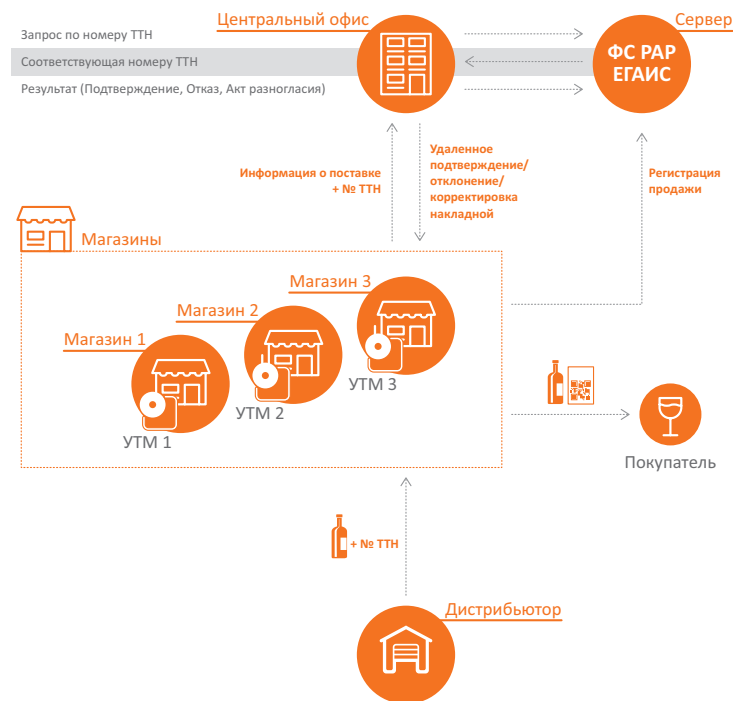 Центральный офис
Сервер
Запрос по номеру ТТН
Соответствующая номеру ТТН
Результат (Подтверждение, Отказ, Акт разногласия)
ФС РАР
ЕГАИС
Информация о поставке
+ № ТТН
Удаленное
подтверждение/
отклонение/
корректировка
накладной
Регистрация
продажи
Магазины
Магазин 3
Магазин 2
Магазин 1
УТМ 3
УТМ 2
УТМ 1
Покупатель
+ № ТТН
Дистрибьютор